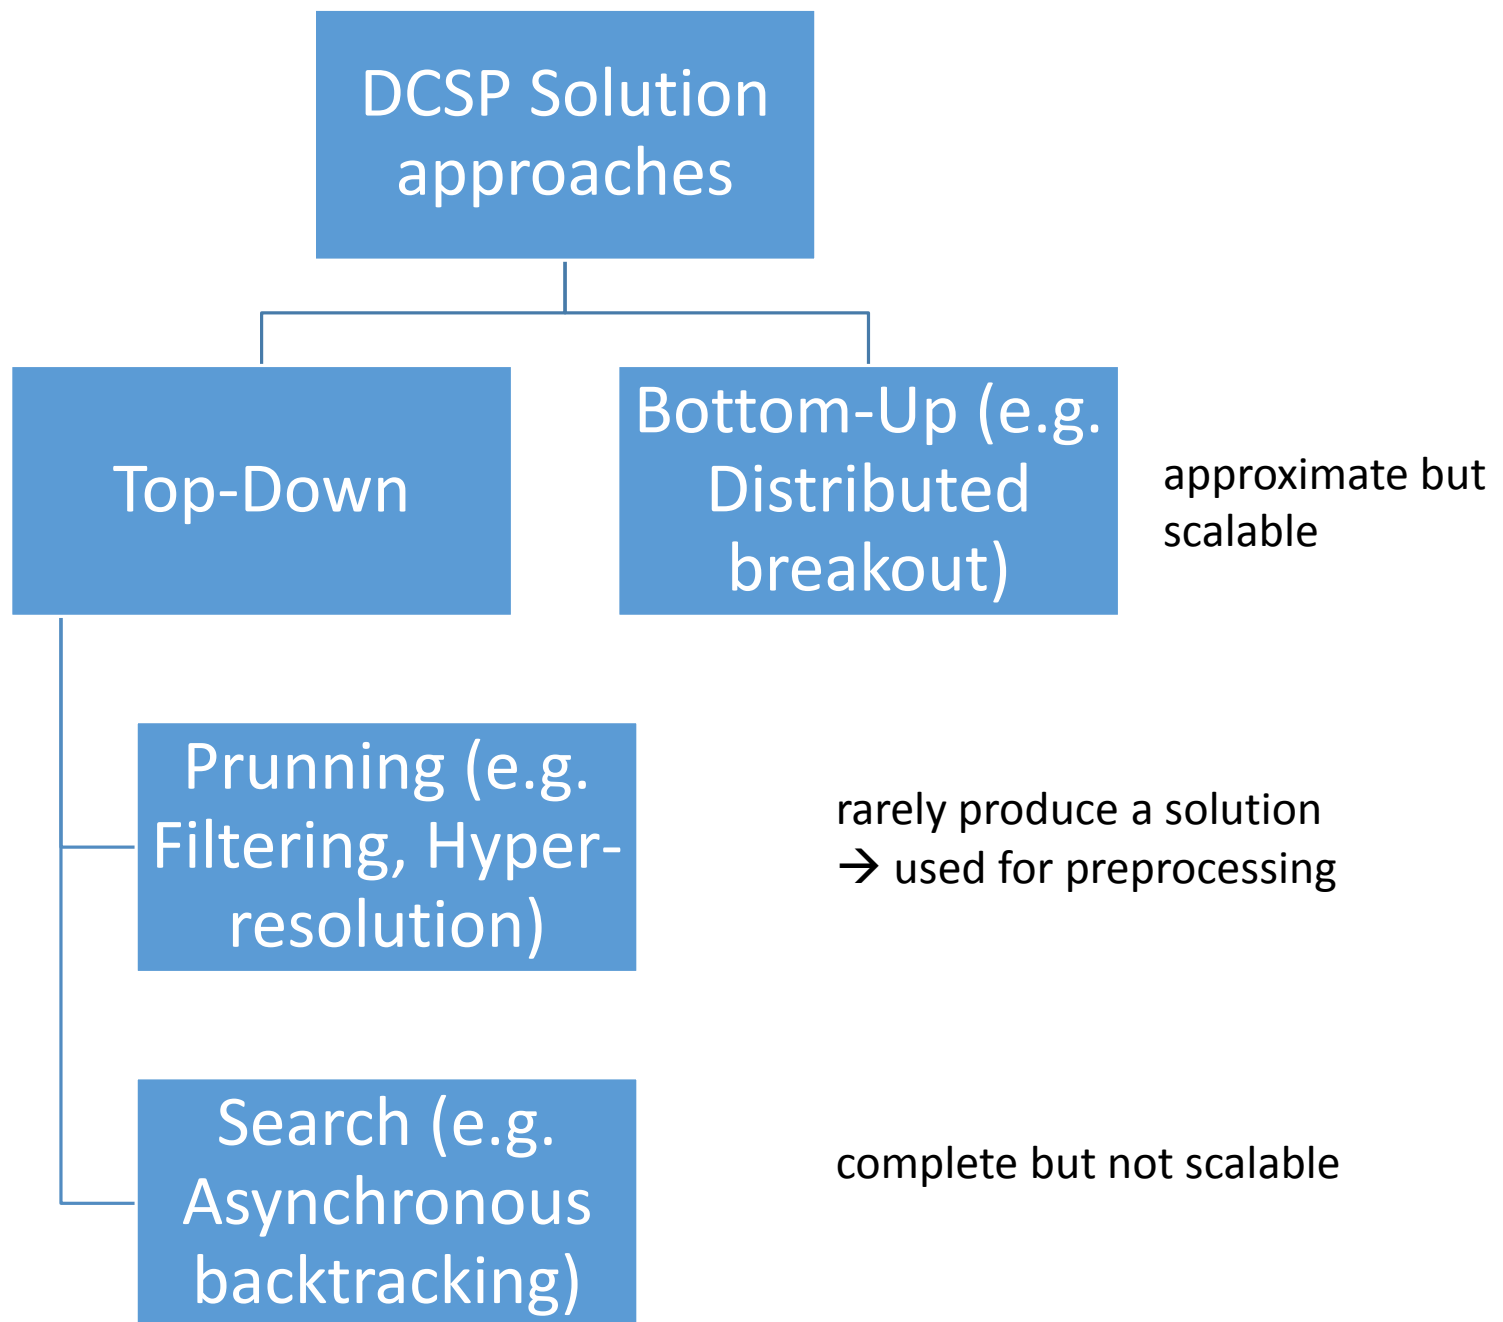 DCSP Solution
approaches
Top-Down
Bottom-Up (e.g.
Distributed
breakout)
approximate but
scalable
Prunning (e.g.
Filtering, Hyper-
resolution)
rarely produce a solution
→ used for preprocessing
Search (e.g.
Asynchronous
backtracking)
complete but not scalable